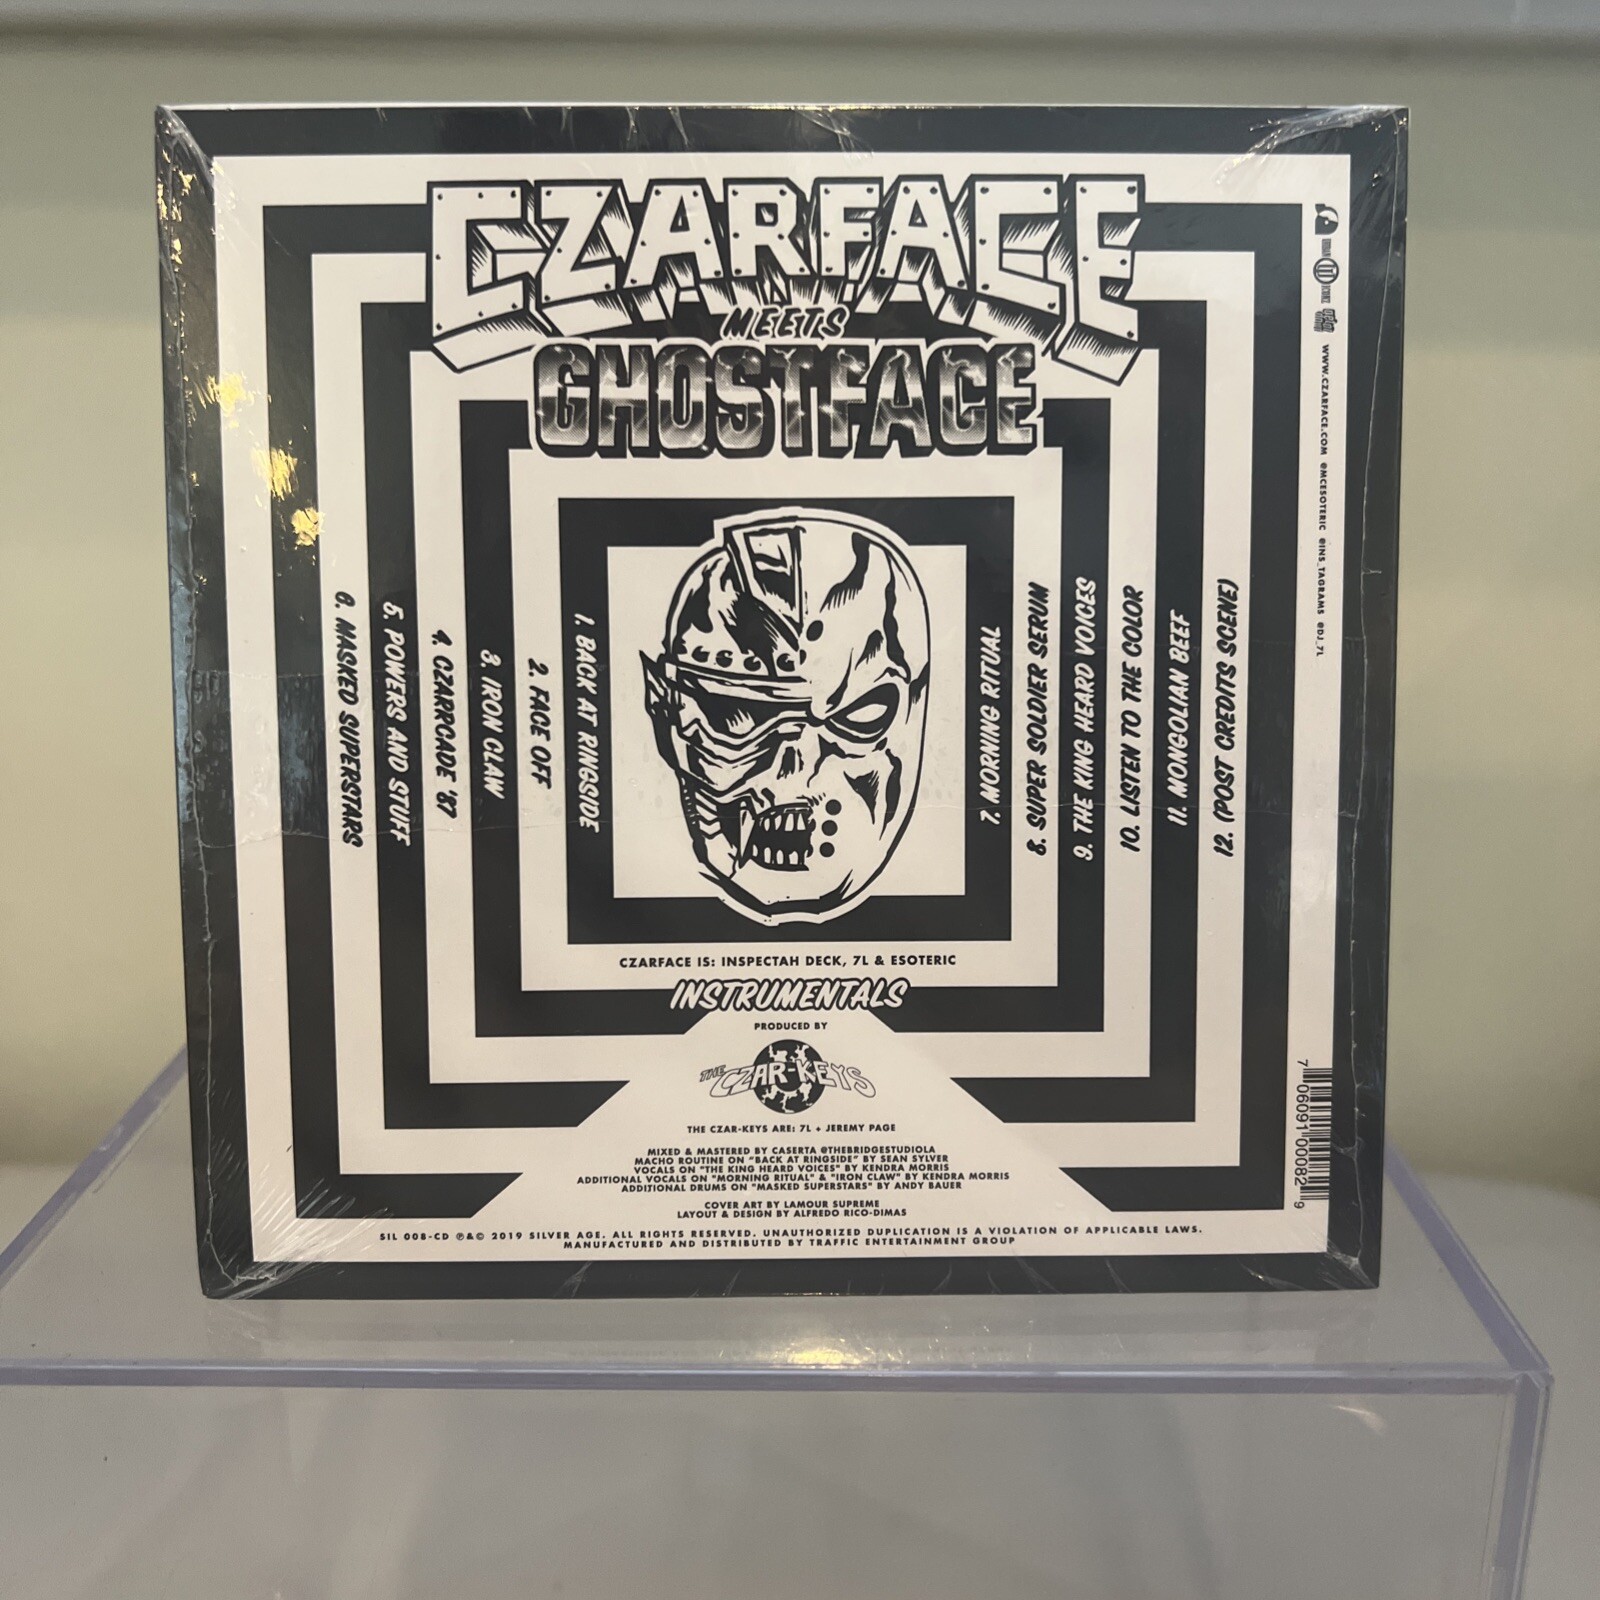 CZARFACE
MEETS
GHOSTFACE
1. BACK AT RINGSIDE
2. FACE OFF
3. IRON CLAW
4. CZARRCADE '87
5. POWERS AND STUFF
6. MASKED SUPERSTARS
7. MORNING RITUAL
8. SUPER SOLDIER SERUM
9. THE KING HEARD VOICES
10. LISTEN TO THE COLOR
11. MONGOLIAN BEEF
12. (POST CREDITS SCENE)
WWW.CZARFACE.COM @MCESOTERIC @INS_TAGRAMS @DJ_7L
CZARFACE IS: INSPECTAH DECK, 7L & ESOTERIC
INSTRUMENTALS
PRODUCED BY
THE CZAR-KEYS
THE CZAR-KEYS ARE: 7L + JEREMY PAGE
MIXED & MASTERED BY CASERTA @THEBRIDGESTUDIOLA
MACHO ROUTINE ON "BACK AT RINGSIDE" BY SEAN SYLVER
VOCALS ON "THE KING HEARD VOICES" BY KENDRA MORRIS
ADDITIONAL VOCALS ON "MORNING RITUAL" & "IRON CLAW" BY KENDRA MORRIS
ADDITIONAL DRUMS ON "MASKED SUPERSTARS" BY ANDY BAUER
COVER ART BY LAMOUR SUPREME
LAYOUT & DESIGN BY ALFREDO RICO-DIMAS
SIL 008-CD ℗&© 2019 SILVER AGE. ALL RIGHTS RESERVED. UNAUTHORIZED DUPLICATION IS A VIOLATION OF APPLICABLE LAWS.
MANUFACTURED AND DISTRIBUTED BY TRAFFIC ENTERTAINMENT GROUP
7 06091 00082 9